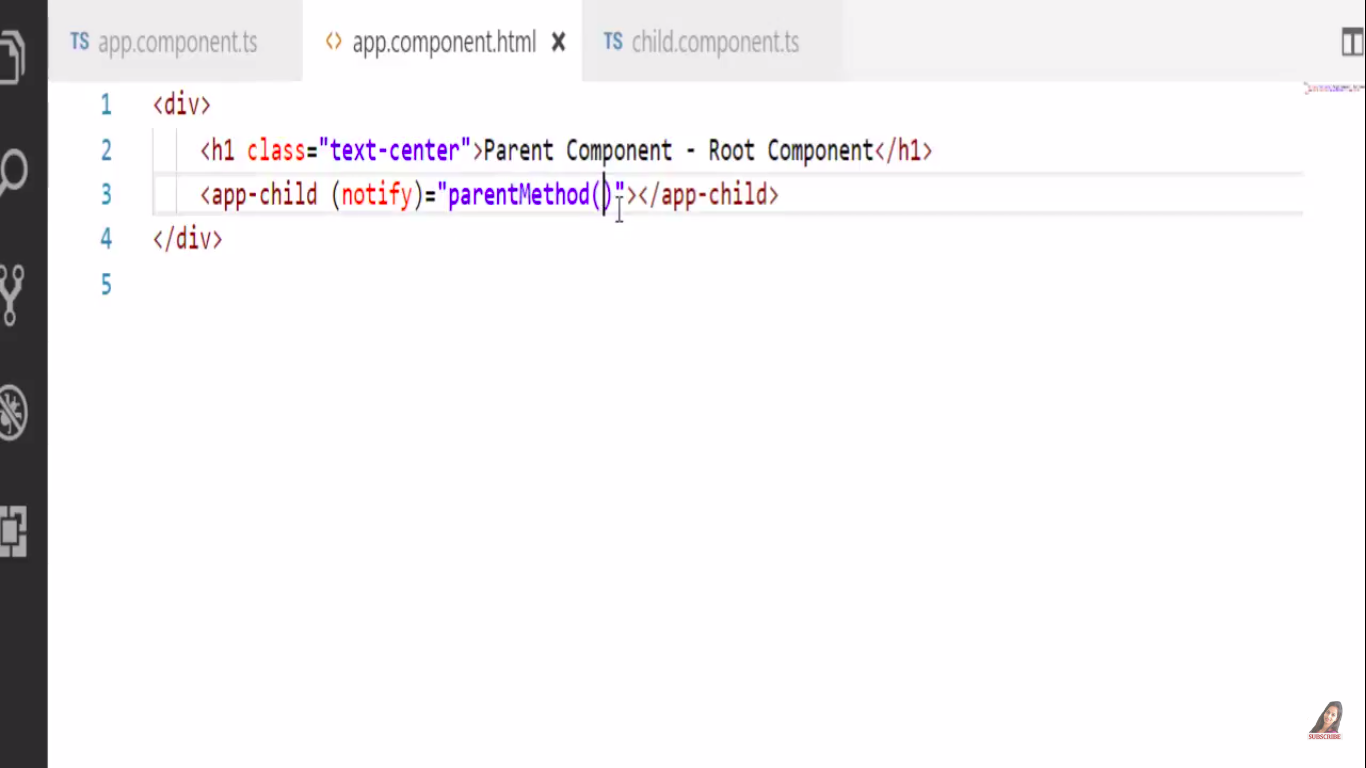 TS app.component.ts <> app.component.html TS child.component.ts
1 <div>
2 <h1 class="text-center">Parent Component - Root Component</h1>
3 <app-child (notify)="parentMethod()"></app-child>
4 </div>
5
SUBSCRIBE